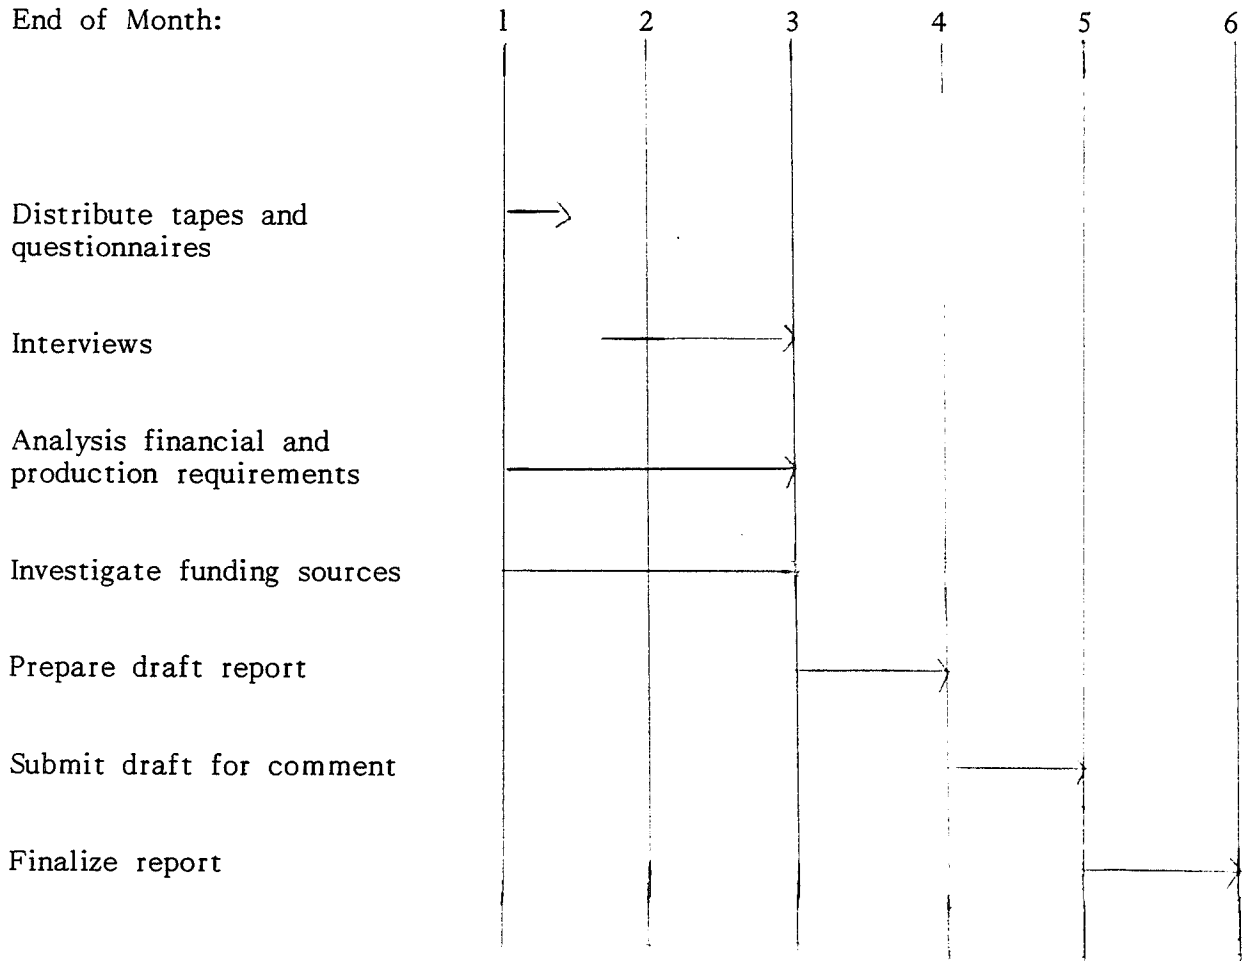 End of Month: 1 2 3 4 5 6
Distribute tapes and
questionnaires
Interviews
Analysis financial and
production requirements
Investigate funding sources
Prepare draft report
Submit draft for comment
Finalize report